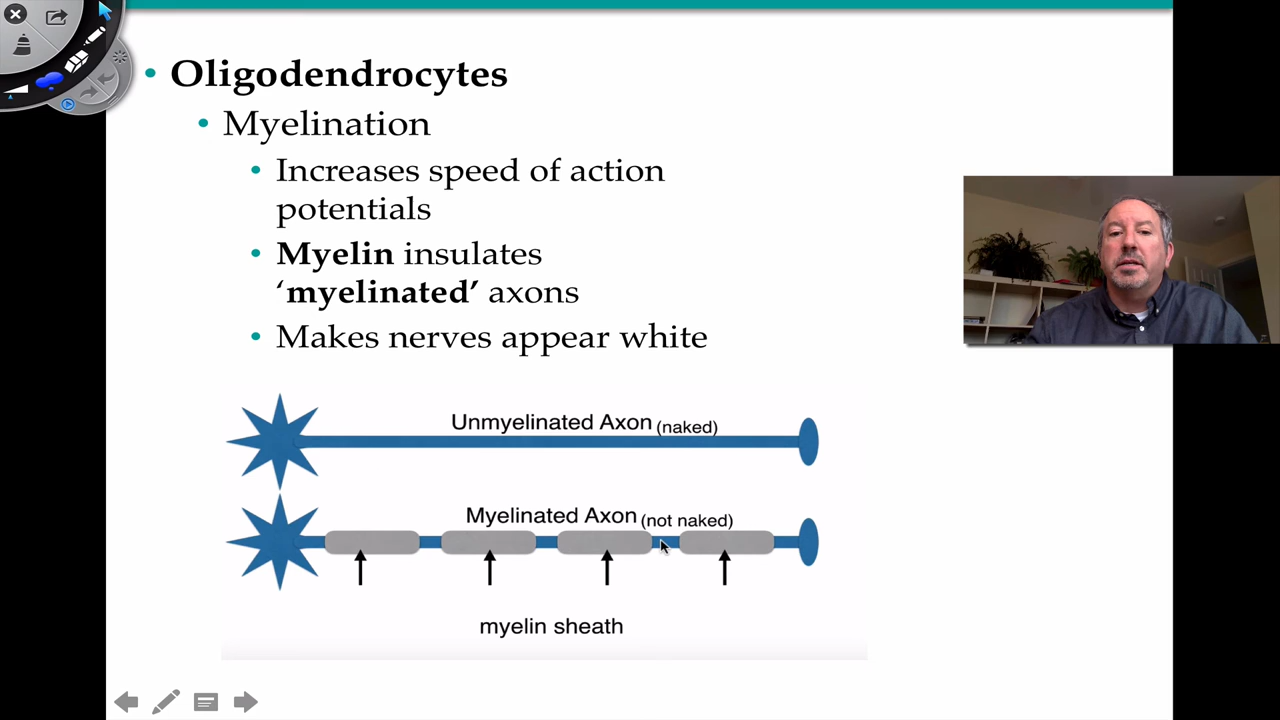 Oligodendrocytes
Myelination
Increases speed of action
potentials
Myelin insulates
‘myelinated’ axons
Makes nerves appear white
Unmyelinated Axon (naked)
Myelinated Axon (not naked)
myelin sheath